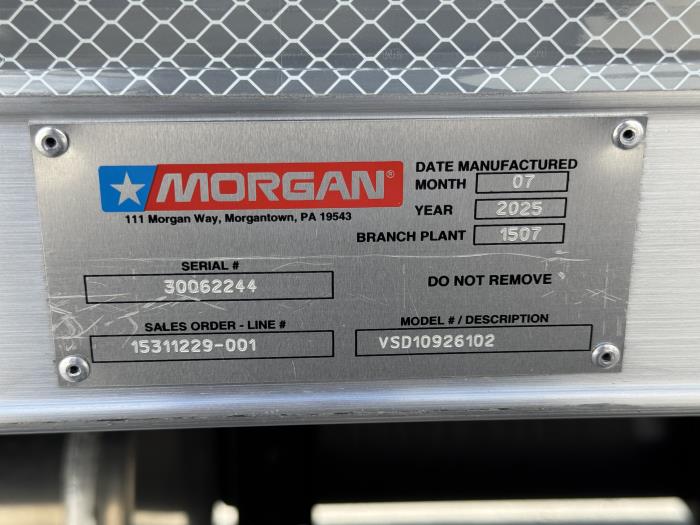 MORGAN®
111 Morgan Way, Morgantown, PA 19543
DATE MANUFACTURED
MONTH 07
YEAR 2025
BRANCH PLANT 1507
SERIAL #
30062244
DO NOT REMOVE
SALES ORDER - LINE #
15311229-001
MODEL # / DESCRIPTION
VSD10926102